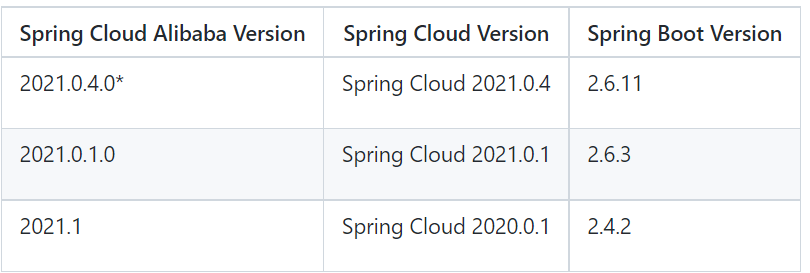 Spring Cloud Alibaba Version Spring Cloud Version Spring Boot Version
2021.0.4.0* Spring Cloud 2021.0.4 2.6.11
2021.0.1.0 Spring Cloud 2021.0.1 2.6.3
2021.1 Spring Cloud 2020.0.1 2.4.2